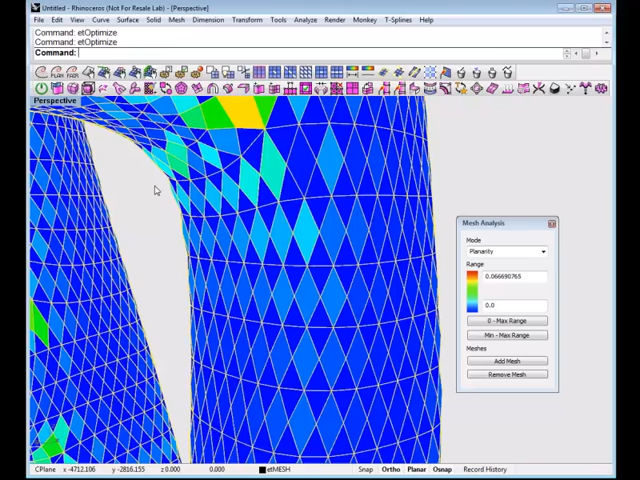 Untitled - Rhinoceros (Not For Resale Lab) - [Perspective]
File Edit View Curve Surface Solid Mesh Dimension Transform Tools Analyze Render Monkey T-Splines Help
Command: etOptimize
Command: etOptimize
Command:
Perspective
Mesh Analysis
Mode
Planarity
Range
0.066690765
0.0
0 - Max Range
Min - Max Range
Meshes
Add Mesh
Remove Mesh
CPlane x -4712.106 y -2816.155 z 0.000 0.000 etMESH Snap Ortho Planar Osnap Record History